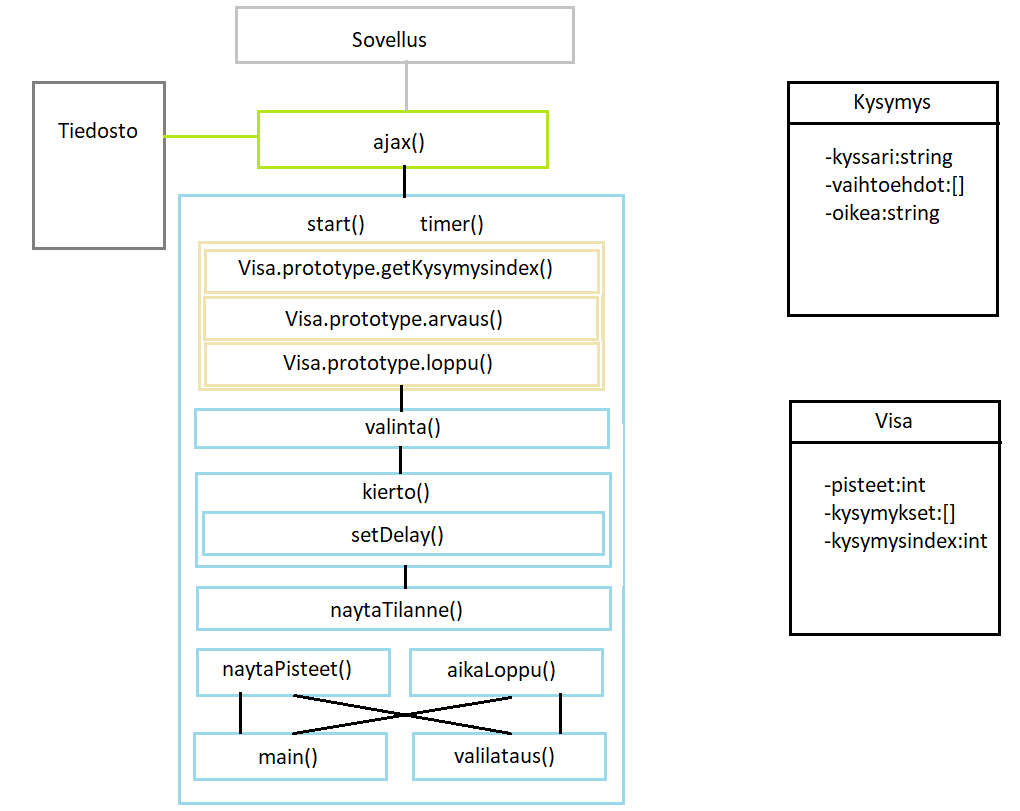 Sovellus
Tiedosto
ajax()
start() timer()
Visa.prototype.getKysymysindex()
Visa.prototype.arvaus()
Visa.prototype.loppu()
valinta()
kierto()
setDelay()
naytaTilanne()
naytaPisteet() aikaLoppu()
main() valilataus()
Kysymys
-kyssari:string
-vaihtoehdot:[]
-oikea:string
Visa
-pisteet:int
-kysymykset:[]
-kysymysindex:int